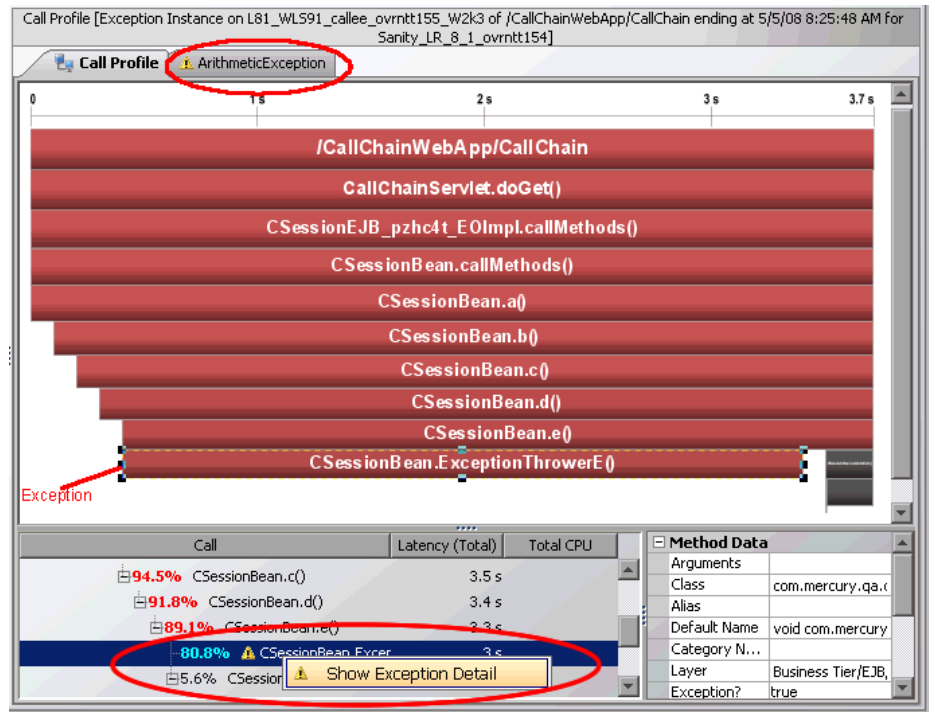 Call Profile [Exception Instance on L81_WLS91_callee_ovrntt155_W2k3 of /CallChainWebApp/CallChain ending at 5/5/08 8:25:48 AM for
Sanity_LR_8_1_ovrntt154]
Call Profile
ArithmeticException
0 1 s 2 s 3 s 3.7 s
/CallChainWebApp/CallChain
CallChainServlet.doGet()
CSessionEJB_pzhc4t_EOImpl.callMethods()
CSessionBean.callMethods()
CSessionBean.a()
CSessionBean.b()
CSessionBean.c()
CSessionBean.d()
CSessionBean.e()
CSessionBean.ExceptionThrowerE()
Exception
Call Latency (Total) Total CPU
94.5% CSessionBean.c() 3.5 s
91.8% CSessionBean.d() 3.4 s
89.1% CSessionBean.e() 3.3 s
80.8% CSessionBean.Excer 3 s
5.6% CSession
Show Exception Detail
Method Data
Arguments
Class com.mercury.qa.c
Alias
Default Name void com.mercury
Category N...
Layer Business Tier/EJB,
Exception? true